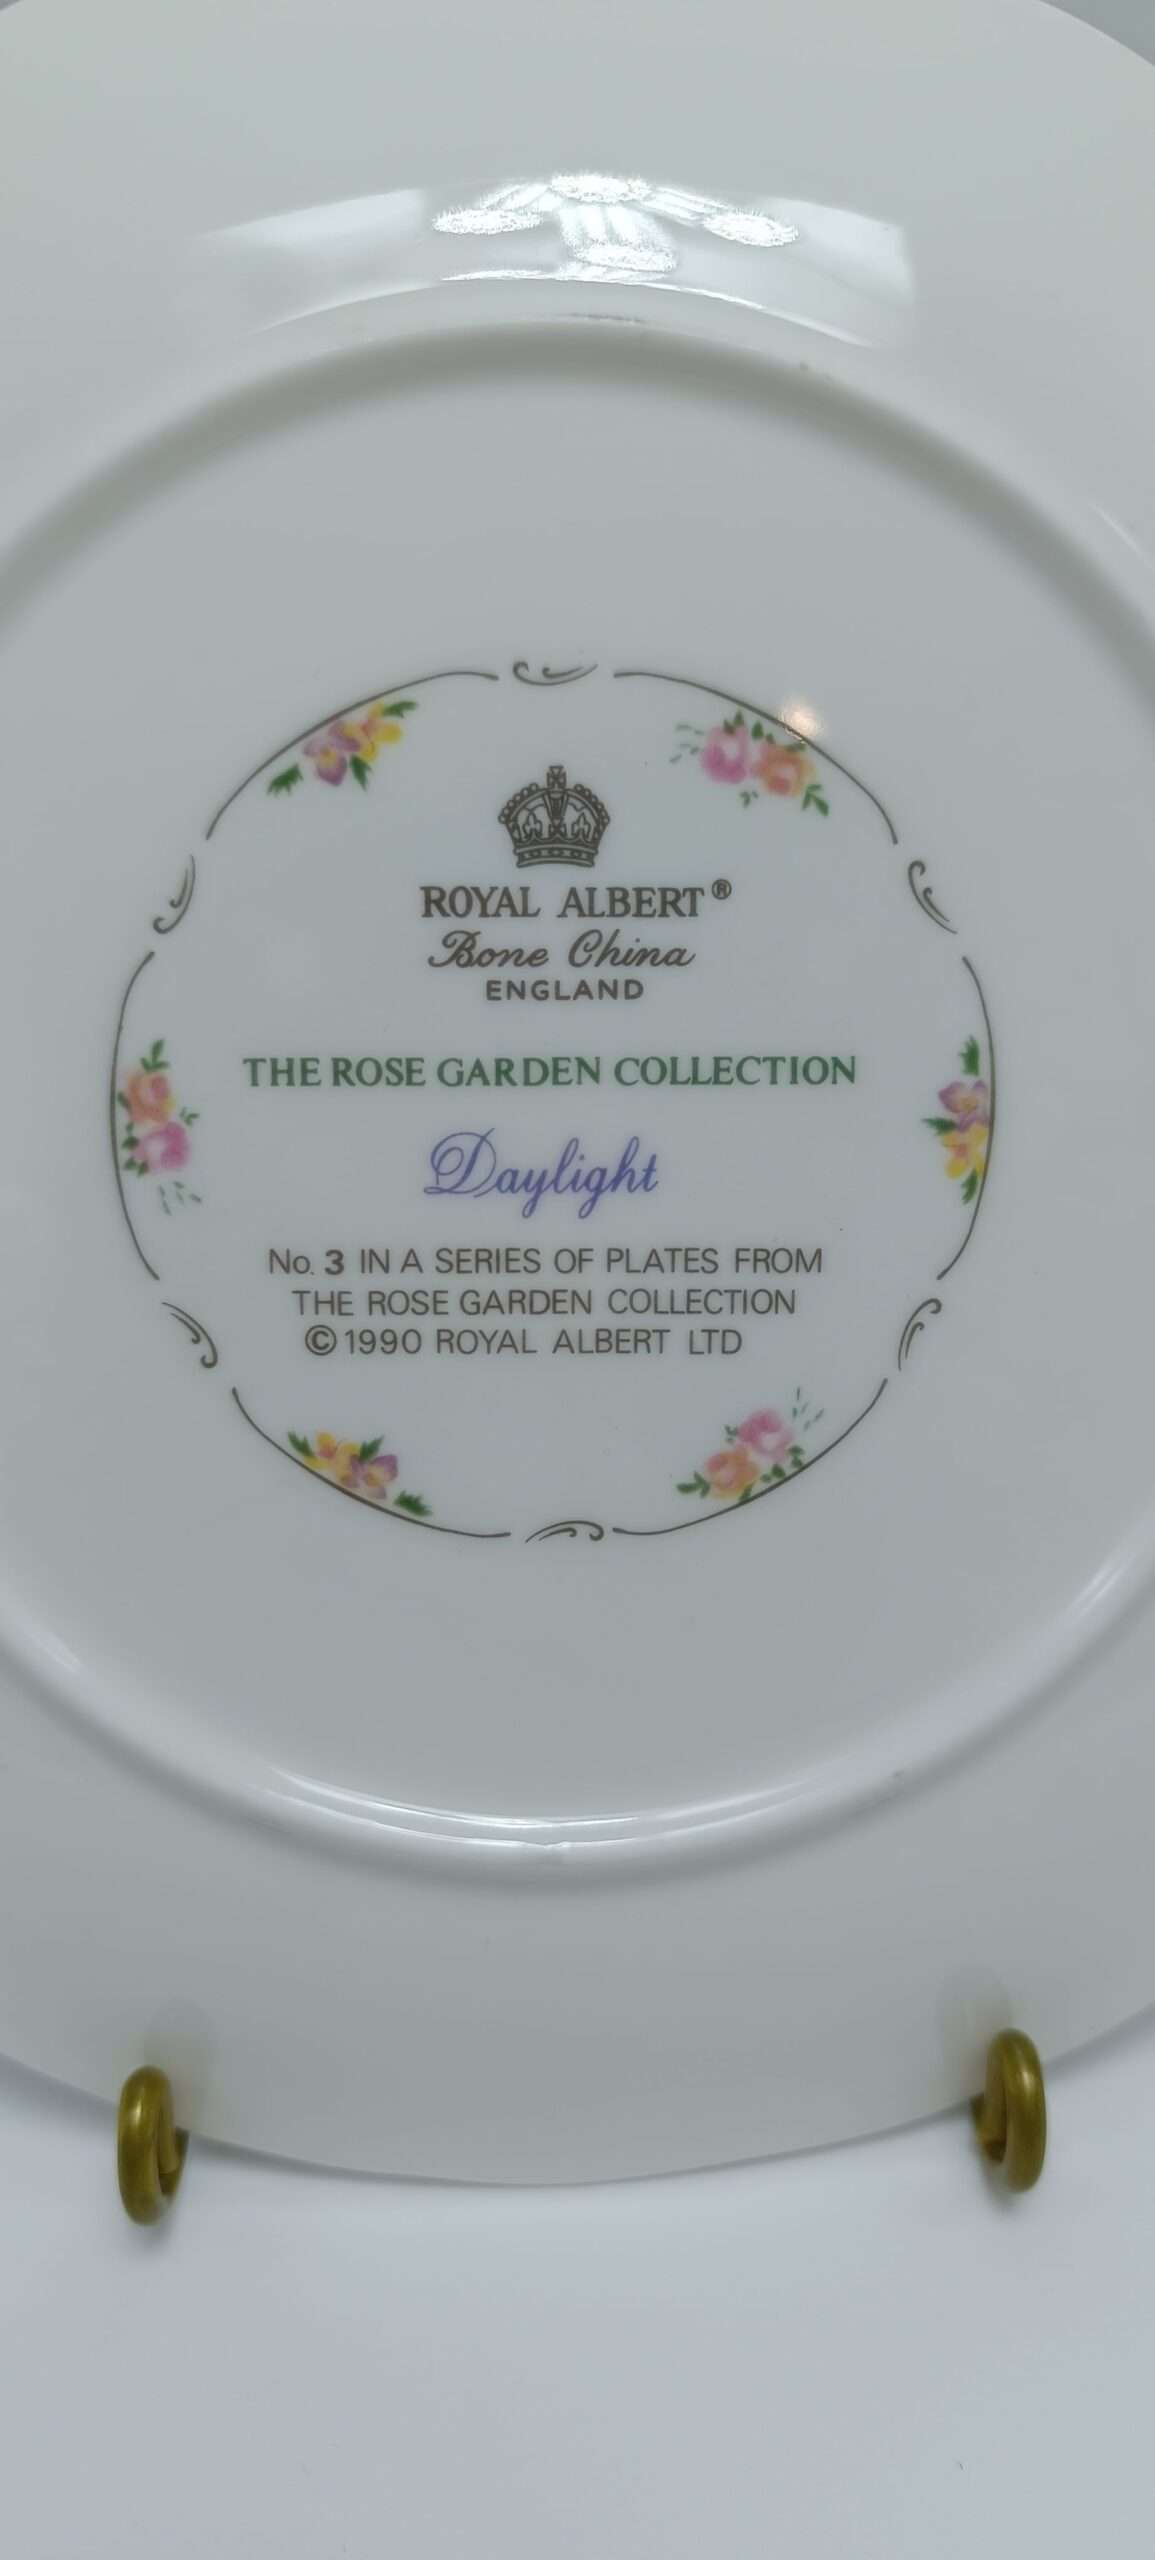 ROYAL ALBERT®
Bone China
ENGLAND
THE ROSE GARDEN COLLECTION
Daylight
No. 3 IN A SERIES OF PLATES FROM
THE ROSE GARDEN COLLECTION
© 1990 ROYAL ALBERT LTD